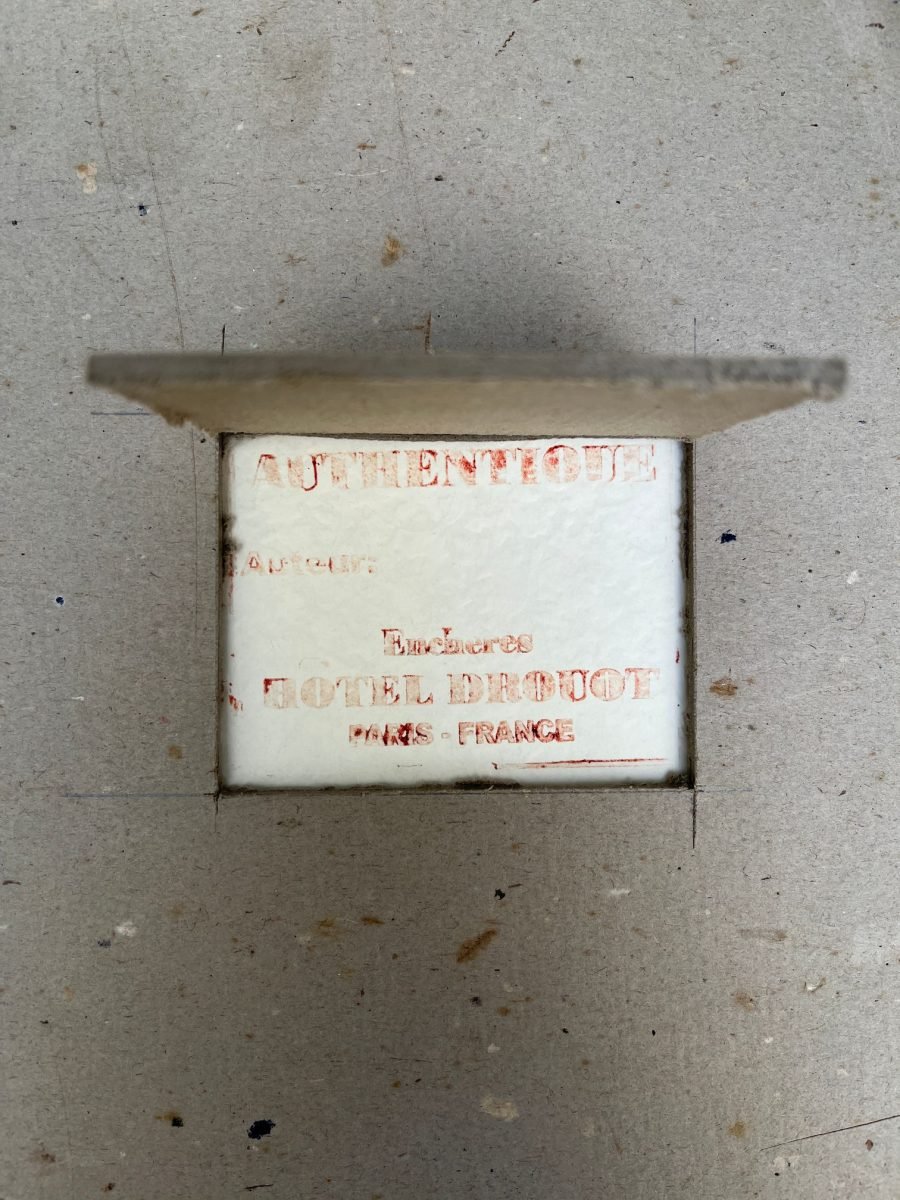 AUTHENTIQUE
Auteur:
Encheres
HOTEL DROUOT
PARIS - FRANCE